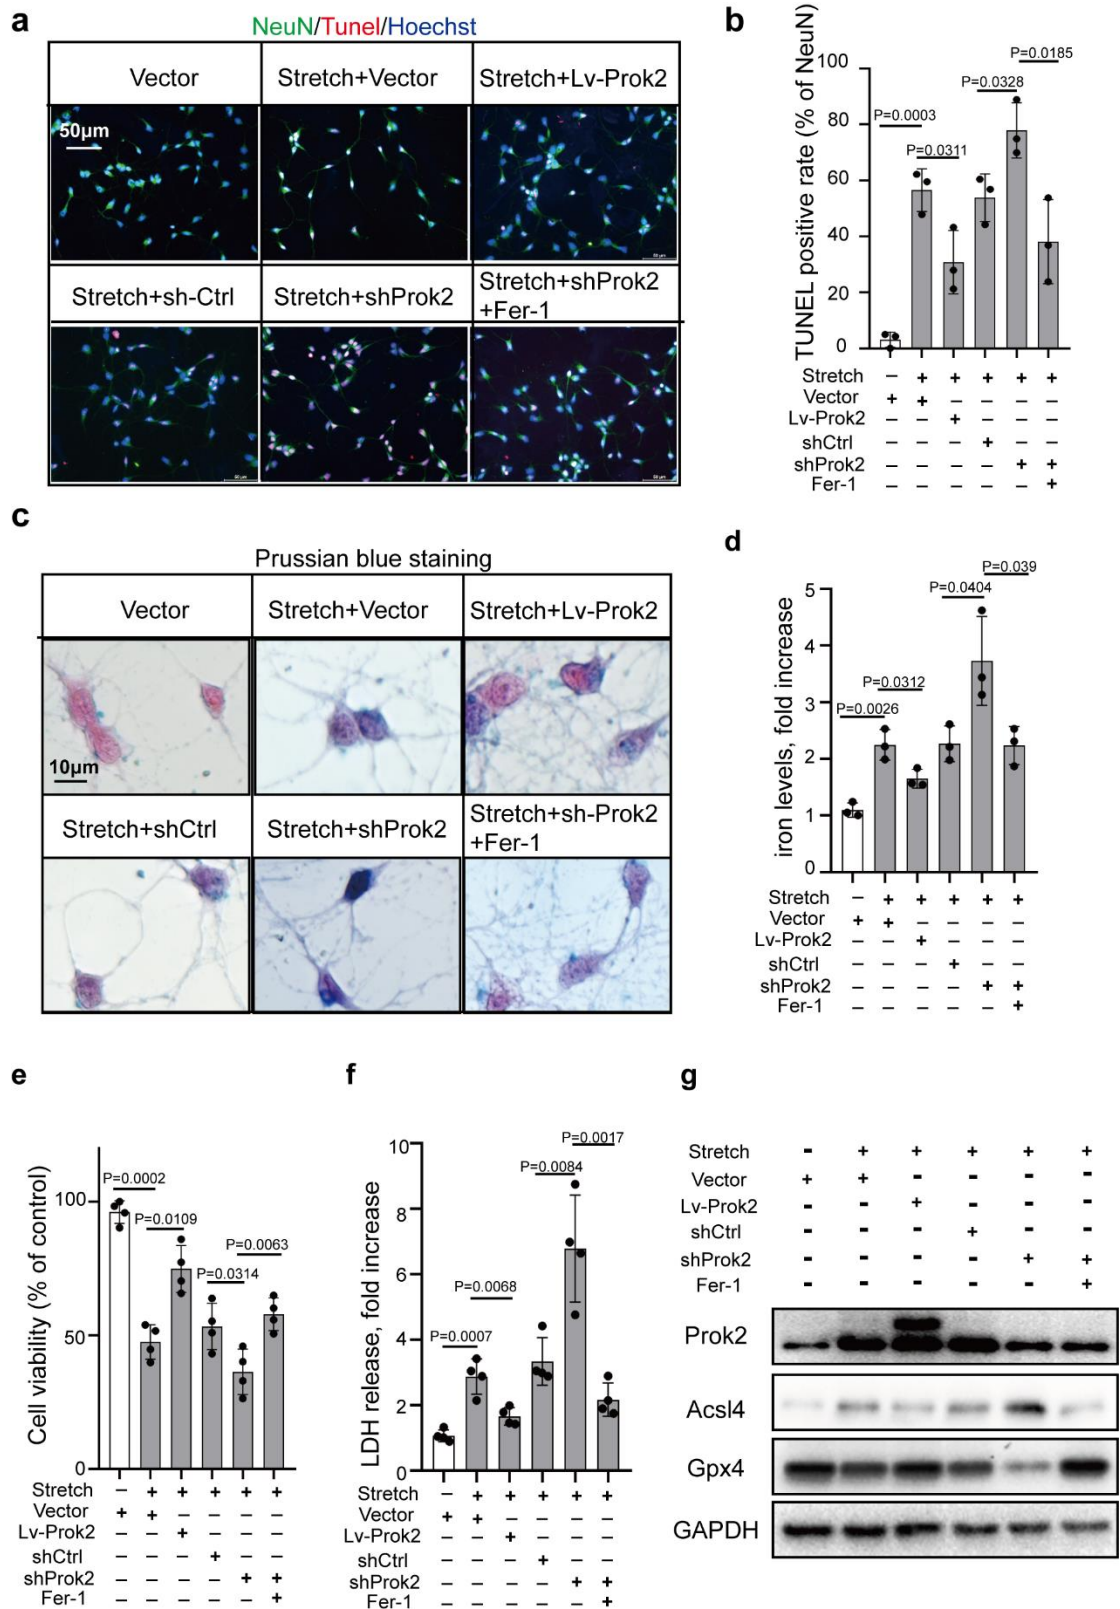 a
NeuN/Tunel/Hoechst
Vector
Stretch+Vector
Stretch+Lv-Prok2
50μm
Stretch+sh-Ctrl
Stretch+shProk2
Stretch+shProk2
+Fer-1
b
TUNEL positive rate (% of NeuN)
100
80
60
40
20
0
P=0.0003
P=0.0311
P=0.0328
P=0.0185
Stretch – + + + + +
Vector + + – – – –
Lv-Prok2 – – + – – –
shCtrl – – – + – –
shProk2 – – – – + +
Fer-1 – – – – – +
c
Prussian blue staining
Vector
Stretch+Vector
Stretch+Lv-Prok2
10μm
Stretch+shCtrl
Stretch+shProk2
Stretch+sh-Prok2
+Fer-1
d
iron levels, fold increase
5
4
3
2
1
0
P=0.0026
P=0.0312
P=0.0404
P=0.039
Stretch – + + + + +
Vector + + – – – –
Lv-Prok2 – – + – – –
shCtrl – – – + – –
shProk2 – – – – + +
Fer-1 – – – – – +
e
Cell viability (% of control)
100
50
0
P=0.0002
P=0.0109
P=0.0314
P=0.0063
Stretch – + + + + +
Vector + + – – – –
Lv-Prok2 – – + – – –
shCtrl – – – + – –
shProk2 – – – – + +
Fer-1 – – – – – +
f
LDH release, fold increase
10
8
6
4
2
0
P=0.0007
P=0.0068
P=0.0084
P=0.0017
Stretch – + + + + +
Vector + + – – – –
Lv-Prok2 – – + – – –
shCtrl – – – + – –
shProk2 – – – – + +
Fer-1 – – – – – +
g
Stretch - + + + + +
Vector + + - - - -
Lv-Prok2 - - + - - -
shCtrl - - - + - -
shProk2 - - - - + +
Fer-1 - - - - - +
Prok2
Acsl4
Gpx4
GAPDH